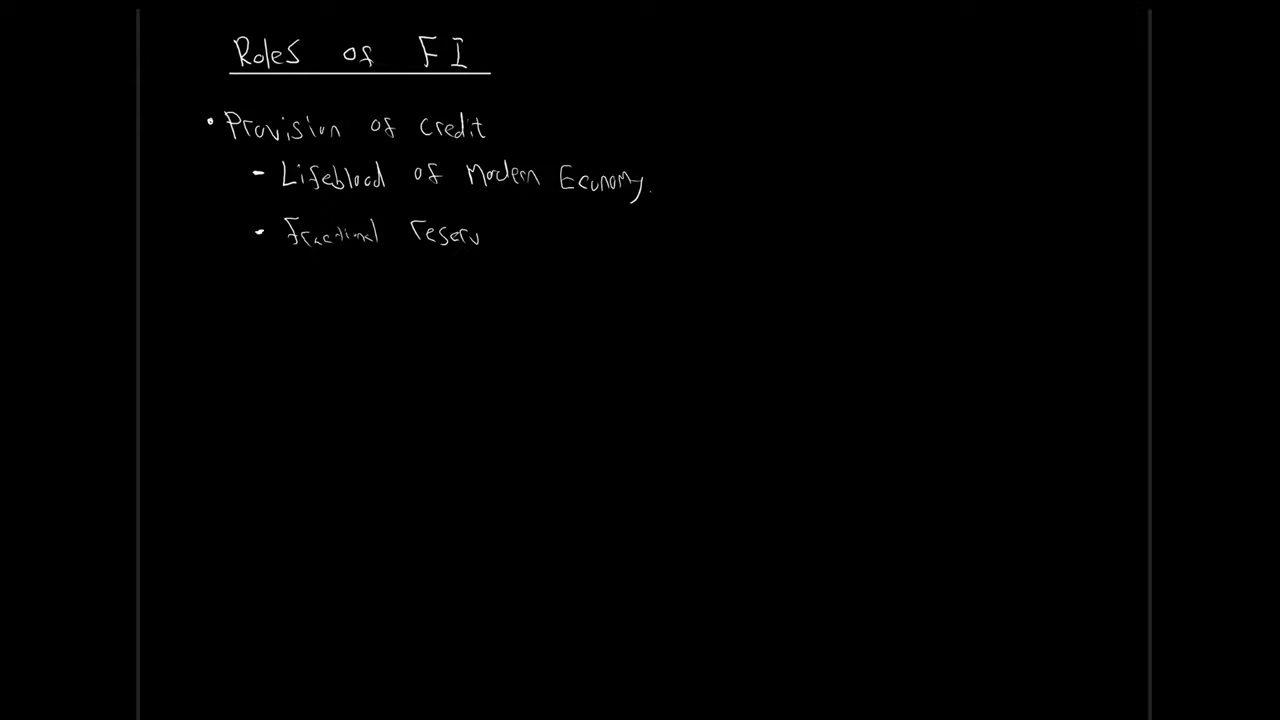 Roles of FI
• Provision of credit
- Lifeblood of Modern Economy.
- Fractional reserv